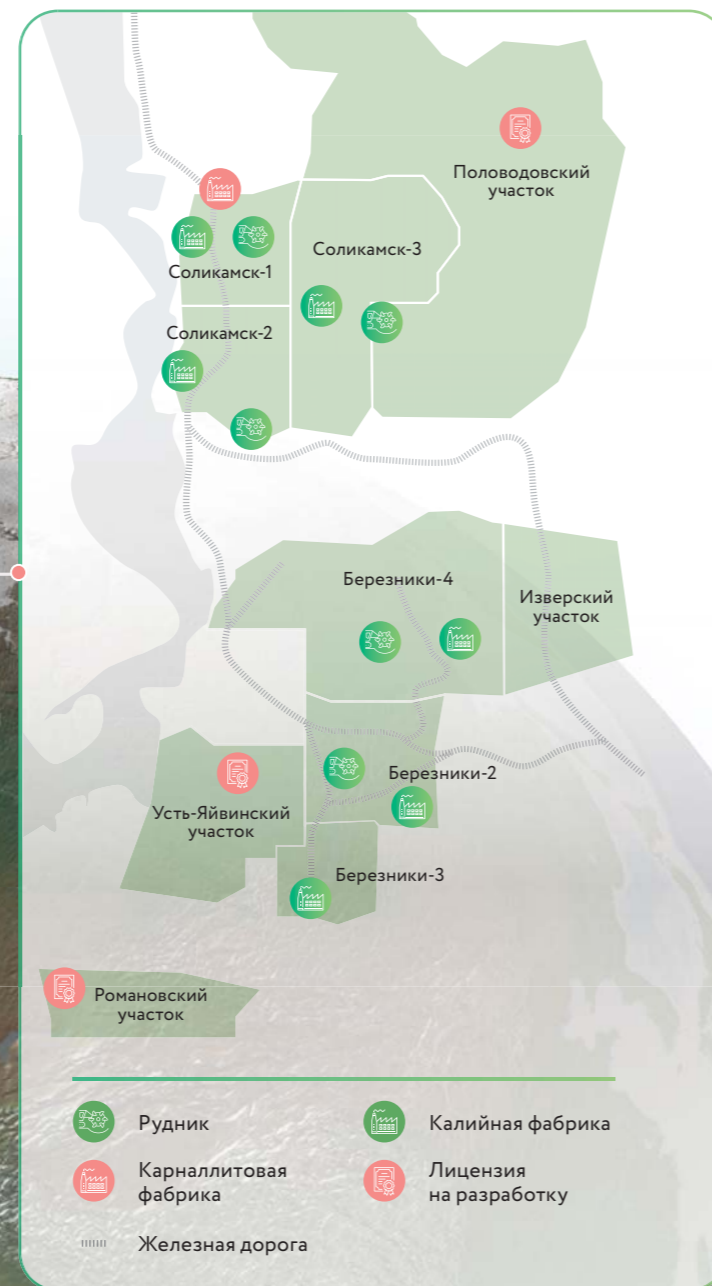 Половодовский
участок
Соликамск-3
Соликамск-1
Соликамск-2
Березники-4
Изверский
участок
Березники-2
Усть-Яйвинский
участок
Березники-3
Романовский
участок
Рудник
Калийная фабрика
Карналлитовая
фабрика
Лицензия
на разработку
Железная дорога